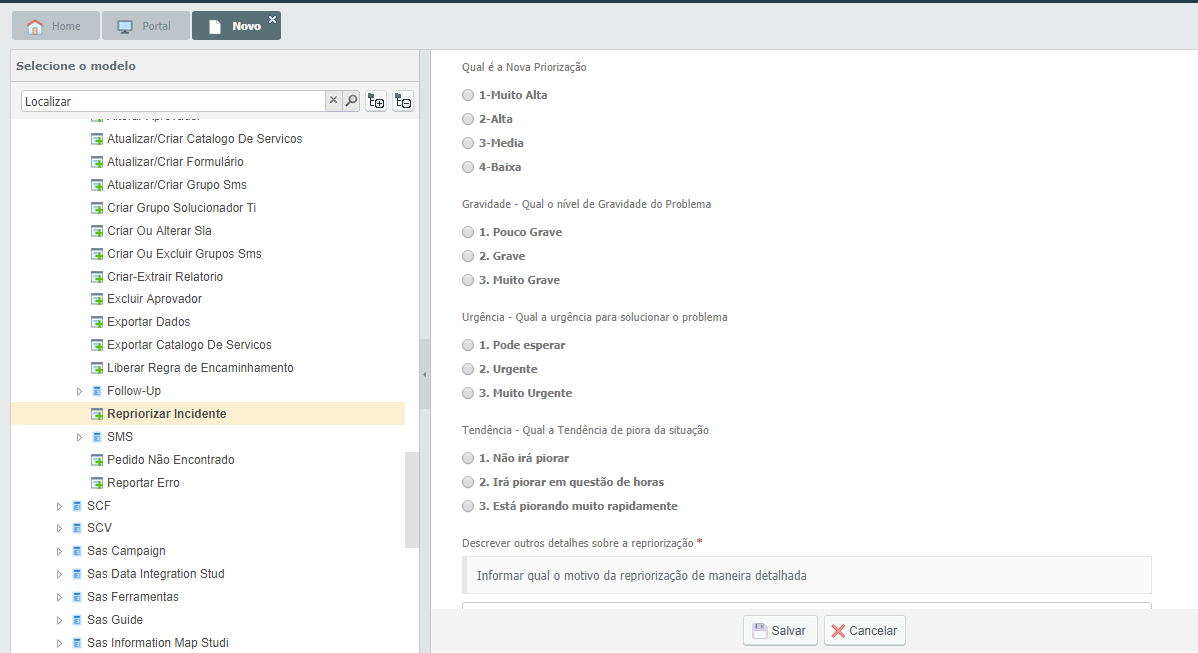 Home
Portal
Novo
Selecione o modelo
Localizar
Atualizar/Criar Catalogo De Servicos
Atualizar/Criar Formulário
Atualizar/Criar Grupo Sms
Criar Grupo Solucionador Ti
Criar Ou Alterar Sla
Criar Ou Excluir Grupos Sms
Criar-Extrair Relatorio
Excluir Aprovador
Exportar Dados
Exportar Catalogo De Servicos
Liberar Regra de Encaminhamento
Follow-Up
Repriorizar Incidente
SMS
Pedido Não Encontrado
Reportar Erro
SCF
SCV
Sas Campaign
Sas Data Integration Stud
Sas Ferramentas
Sas Guide
Sas Information Map Studi
Qual é a Nova Priorização
1-Muito Alta
2-Alta
3-Media
4-Baixa
Gravidade - Qual o nível de Gravidade do Problema
1. Pouco Grave
2. Grave
3. Muito Grave
Urgência - Qual a urgência para solucionar o problema
1. Pode esperar
2. Urgente
3. Muito Urgente
Tendência - Qual a Tendência de piora da situação
1. Não irá piorar
2. Irá piorar em questão de horas
3. Está piorando muito rapidamente
Descrever outros detalhes sobre a repriorização *
Informar qual o motivo da repriorização de maneira detalhada
Salvar
Cancelar